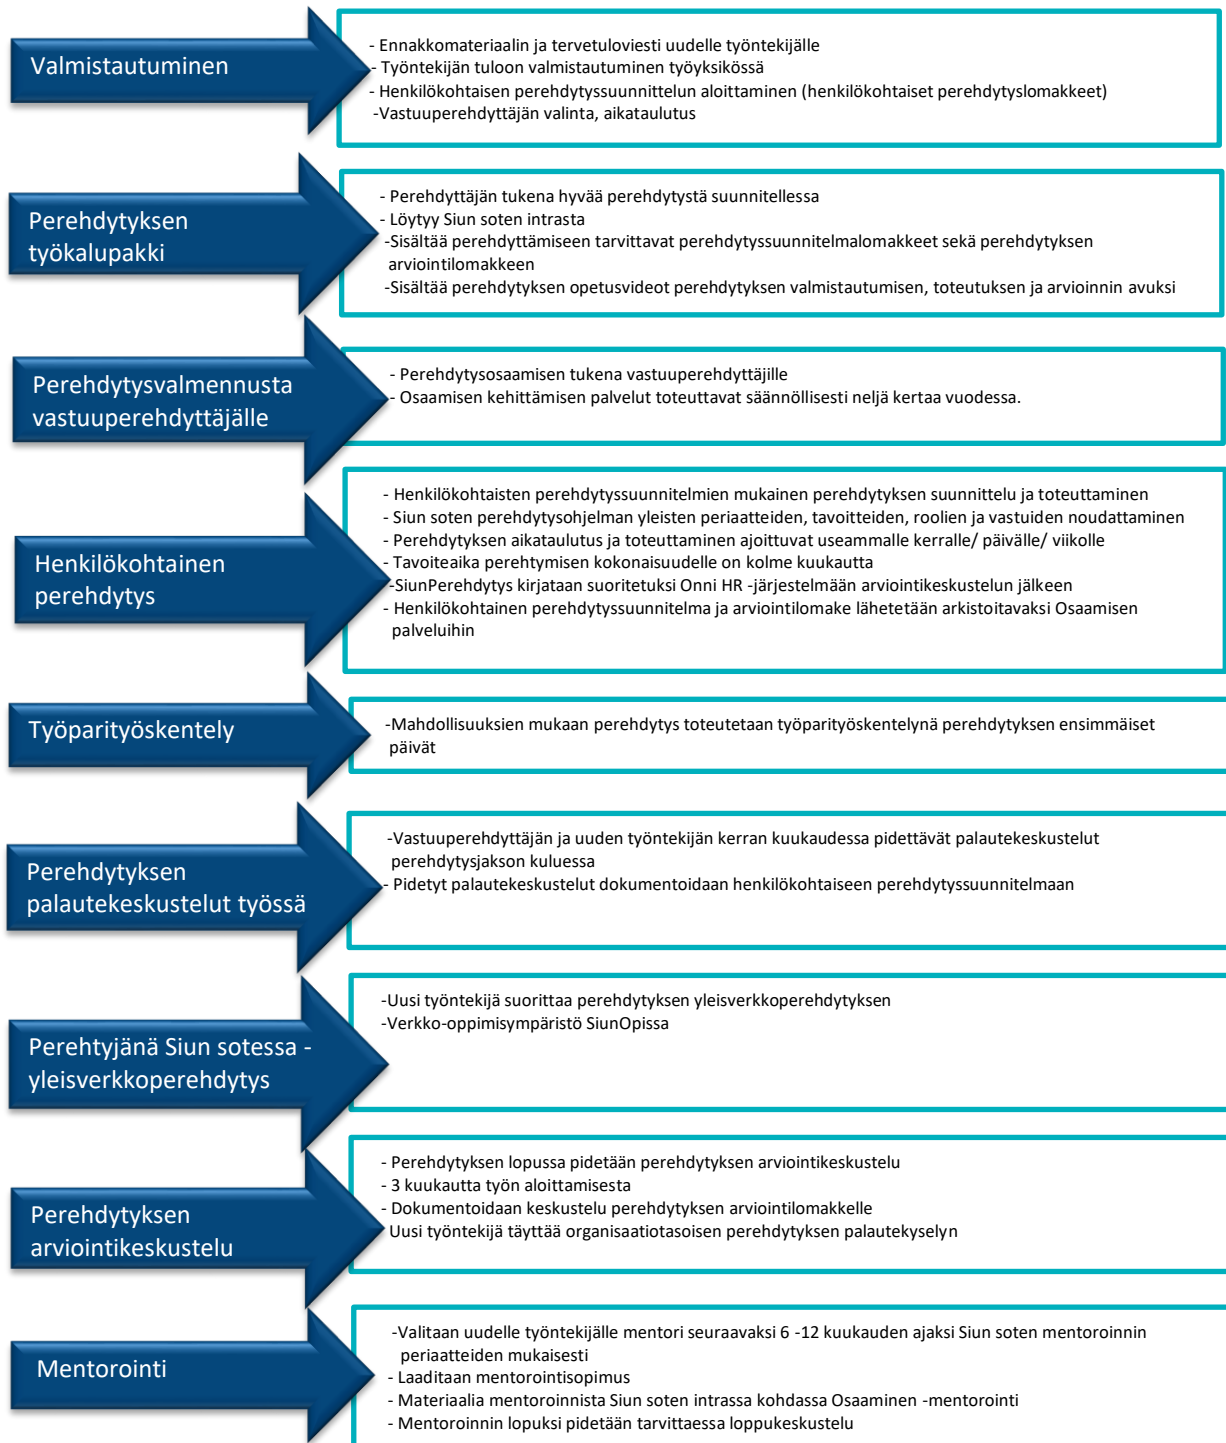 Valmistautuminen
- Ennakkomateriaalin ja tervetuloviesti uudelle työntekijälle
- Työntekijän tuloon valmistautuminen työyksikössä
- Henkilökohtaisen perehdytyssuunnittelun aloittaminen (henkilökohtaiset perehdytyslomakkeet)
-Vastuuperehdyttäjän valinta, aikataulutus
Perehdytyksen
työkalupakki
- Perehdyttäjän tukena hyvää perehdytystä suunnitellessa
- Löytyy Siun soten intrasta
-Sisältää perehdyttämiseen tarvittavat perehdytyssuunnitelmalomakkeet sekä perehdytyksen
arviointilomakkeen
-Sisältää perehdytyksen opetusvideot perehdytyksen valmistautumisen, toteutuksen ja arvioinnin avuksi
Perehdytysvalmennusta
vastuuperehdyttäjälle
- Perehdytysosaamisen tukena vastuuperehdyttäjille
- Osaamisen kehittämisen palvelut toteuttavat säännöllisesti neljä kertaa vuodessa.
Henkilökohtainen
perehdytys
- Henkilökohtaisten perehdytyssuunnitelmien mukainen perehdytyksen suunnittelu ja toteuttaminen
- Siun soten perehdytysohjelman yleisten periaatteiden, tavoitteiden, roolien ja vastuiden noudattaminen
- Perehdytyksen aikataulutus ja toteuttaminen ajoittuvat useammalle kerralle/ päivälle/ viikolle
- Tavoiteaika perehtymisen kokonaisuudelle on kolme kuukautta
-SiunPerehdytys kirjataan suoritetuksi Onni HR -järjestelmään arviointikeskustelun jälkeen
- Henkilökohtainen perehdytyssuunnitelma ja arviointilomake lähetetään arkistoitavaksi Osaamisen
palveluihin
Työparityöskentely
-Mahdollisuuksien mukaan perehdytys toteutetaan työparityöskentelynä perehdytyksen ensimmäiset
päivät
Perehdytyksen
palautekeskustelut työssä
-Vastuuperehdyttäjän ja uuden työntekijän kerran kuukaudessa pidettävät palautekeskustelut
perehdytysjakson kuluessa
- Pidetyt palautekeskustelut dokumentoidaan henkilökohtaiseen perehdytyssuunnitelmaan
Perehtyjänä Siun sotessa -
yleisverkkoperehdytys
-Uusi työntekijä suorittaa perehdytyksen yleisverkkoperehdytyksen
-Verkko-oppimisympäristö SiunOpissa
Perehdytyksen
arviointikeskustelu
- Perehdytyksen lopussa pidetään perehdytyksen arviointikeskustelu
- 3 kuukautta työn aloittamisesta
- Dokumentoidaan keskustelu perehdytyksen arviointilomakkelle
Uusi työntekijä täyttää organisaatiotasoisen perehdytyksen palautekyselyn
Mentorointi
-Valitaan uudelle työntekijälle mentori seuraavaksi 6 -12 kuukauden ajaksi Siun soten mentoroinnin
periaatteiden mukaisesti
- Laaditaan mentorointisopimus
- Materiaalia mentoroinnista Siun soten intrassa kohdassa Osaaminen -mentorointi
- Mentoroinnin lopuksi pidetään tarvittaessa loppukeskustelu